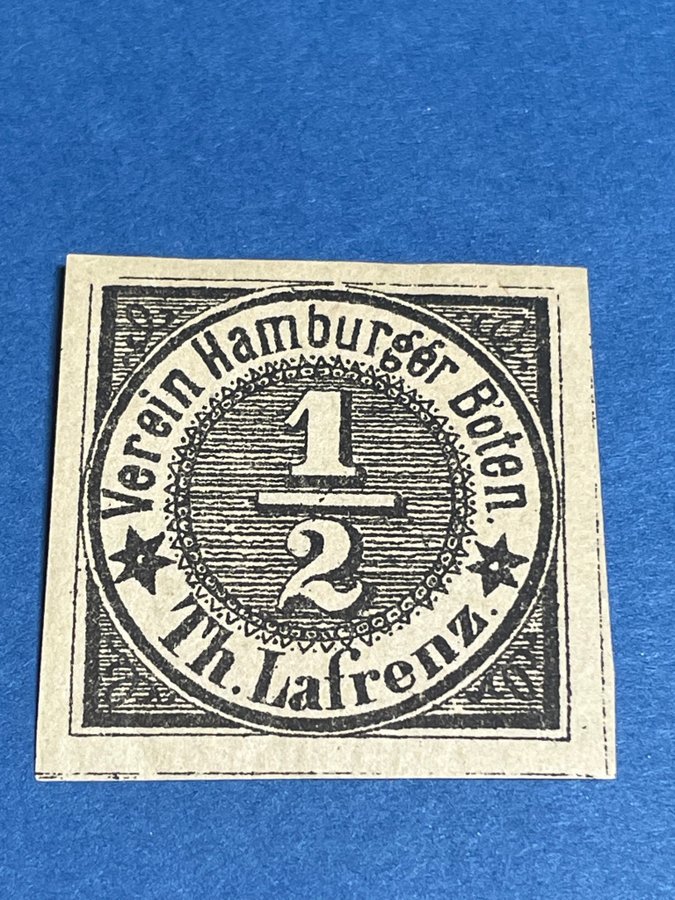 Verein Hamburger Boten.
1/2
Th. Lafrenz.